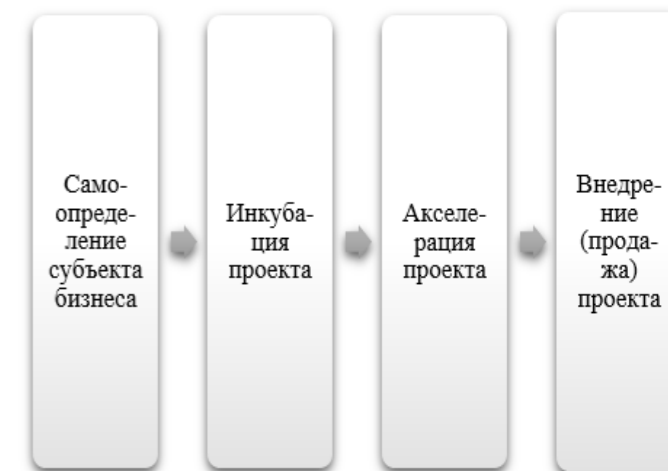 Само-
опреде-
ление
субъекта
бизнеса
Инкуба-
ция
проекта
Акселе-
рация
проекта
Внедре-
ние
(прода-
жа)
проекта